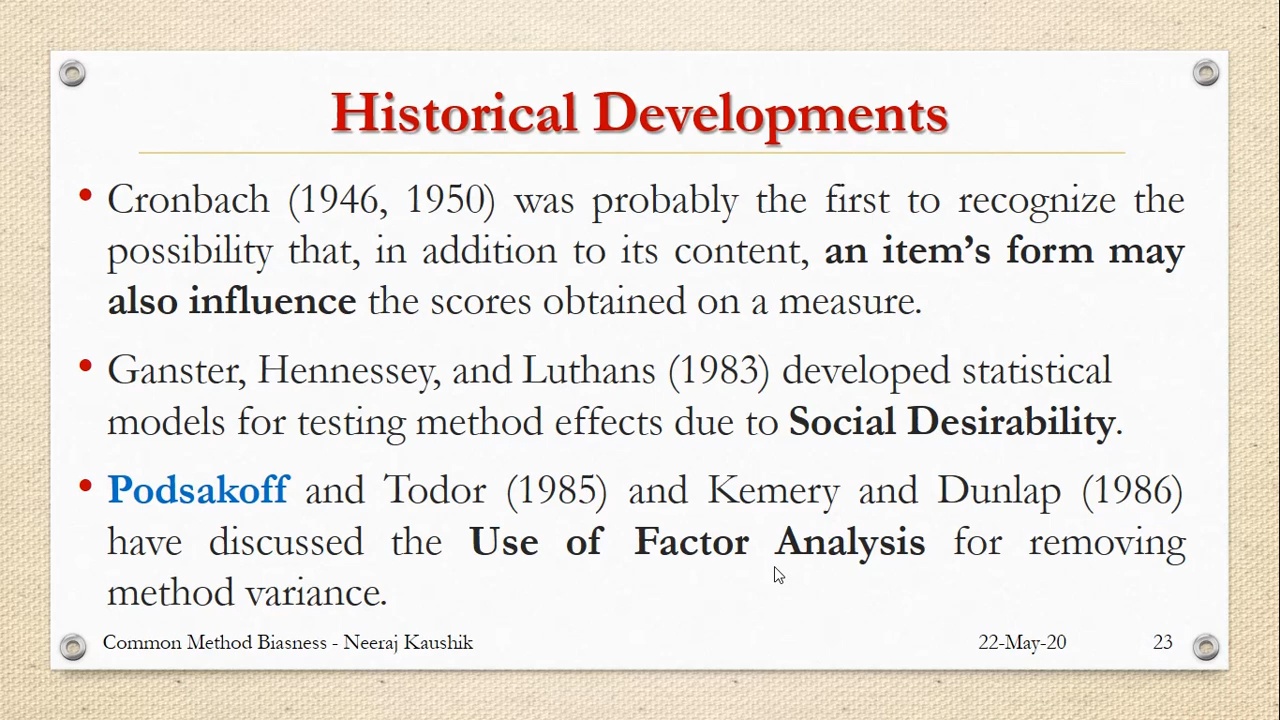 Historical Developments
• Cronbach (1946, 1950) was probably the first to recognize the
possibility that, in addition to its content, an item’s form may
also influence the scores obtained on a measure.
• Ganster, Hennessey, and Luthans (1983) developed statistical
models for testing method effects due to Social Desirability.
• Podsakoff and Todor (1985) and Kemery and Dunlap (1986)
have discussed the Use of Factor Analysis for removing
method variance.
Common Method Biasness - Neeraj Kaushik 22-May-20 23